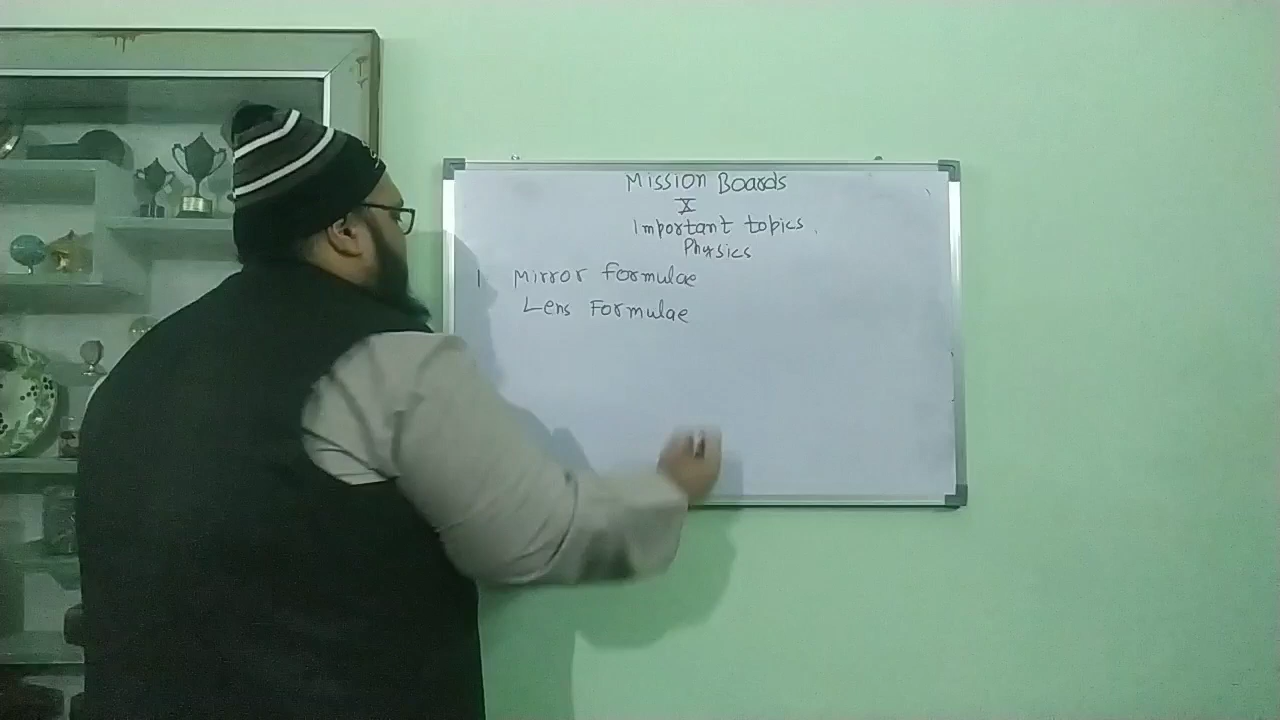 Mission Boards
X
Important topics.
Physics
1 Mirror formulae
Lens Formulae